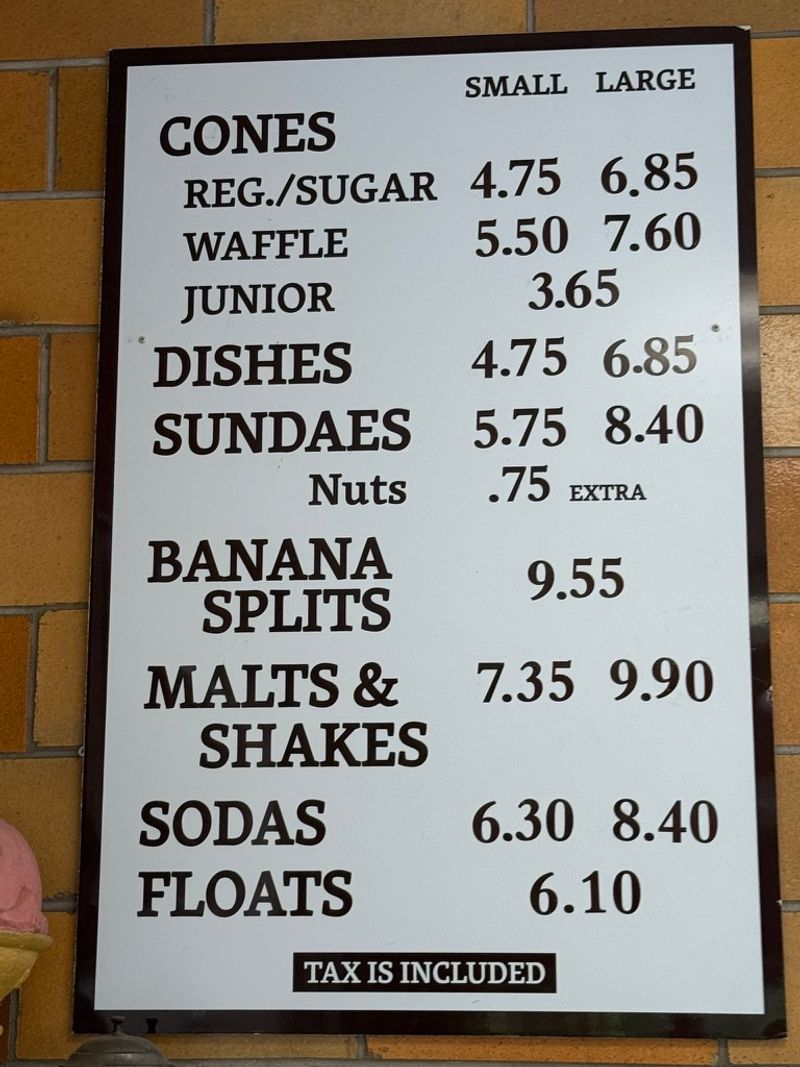 SMALL LARGE
CONES
REG./SUGAR 4.75 6.85
WAFFLE 5.50 7.60
JUNIOR 3.65
DISHES 4.75 6.85
SUNDAES 5.75 8.40
Nuts .75 EXTRA
BANANA
SPLITS 9.55
MALTS & 7.35 9.90
SHAKES
SODAS 6.30 8.40
FLOATS 6.10
TAX IS INCLUDED